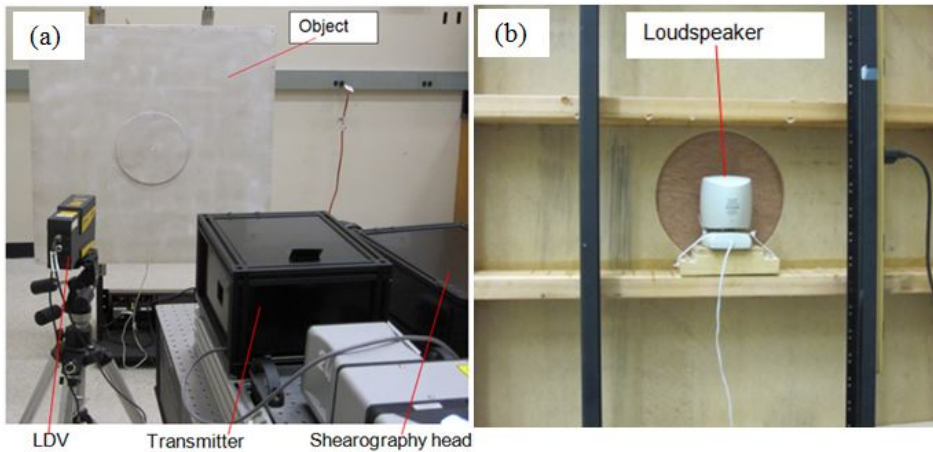 (a)
Object
(b)
Loudspeaker
LDV
Transmitter
Shearography head